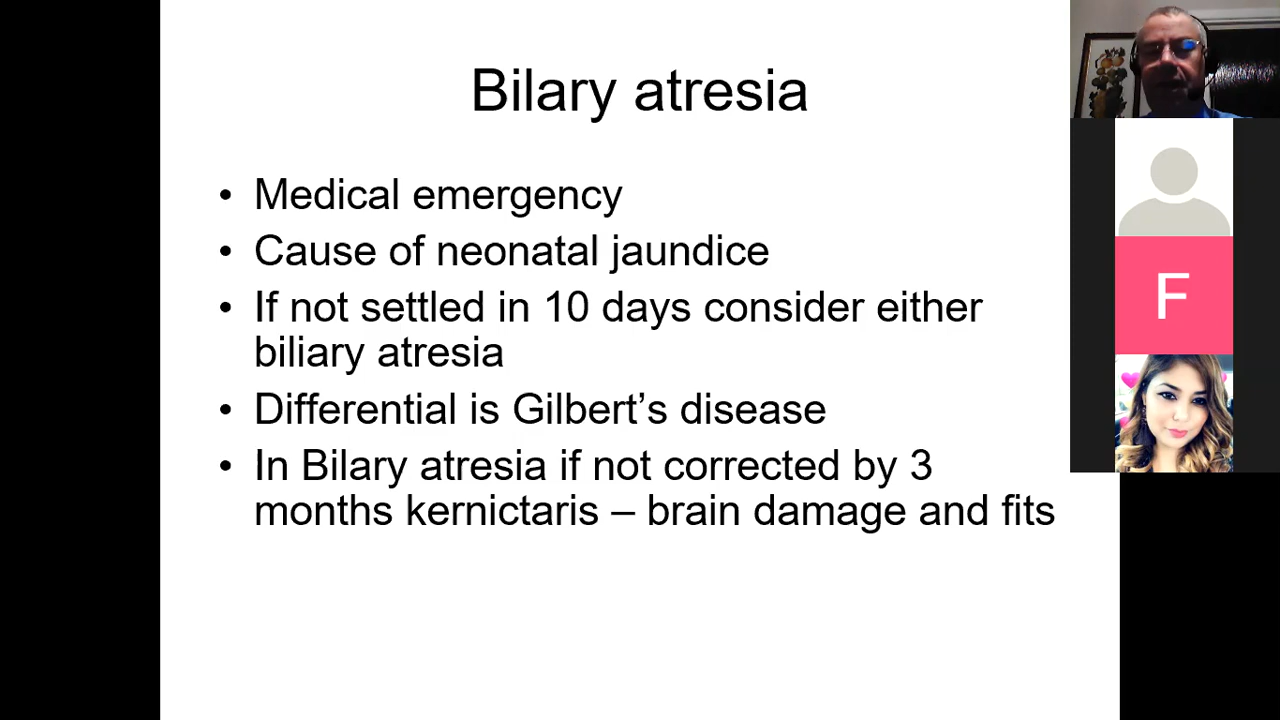 Bilary atresia
• Medical emergency
• Cause of neonatal jaundice
• If not settled in 10 days consider either
biliary atresia
• Differential is Gilbert’s disease
• In Bilary atresia if not corrected by 3
months kernictaris – brain damage and fits
F